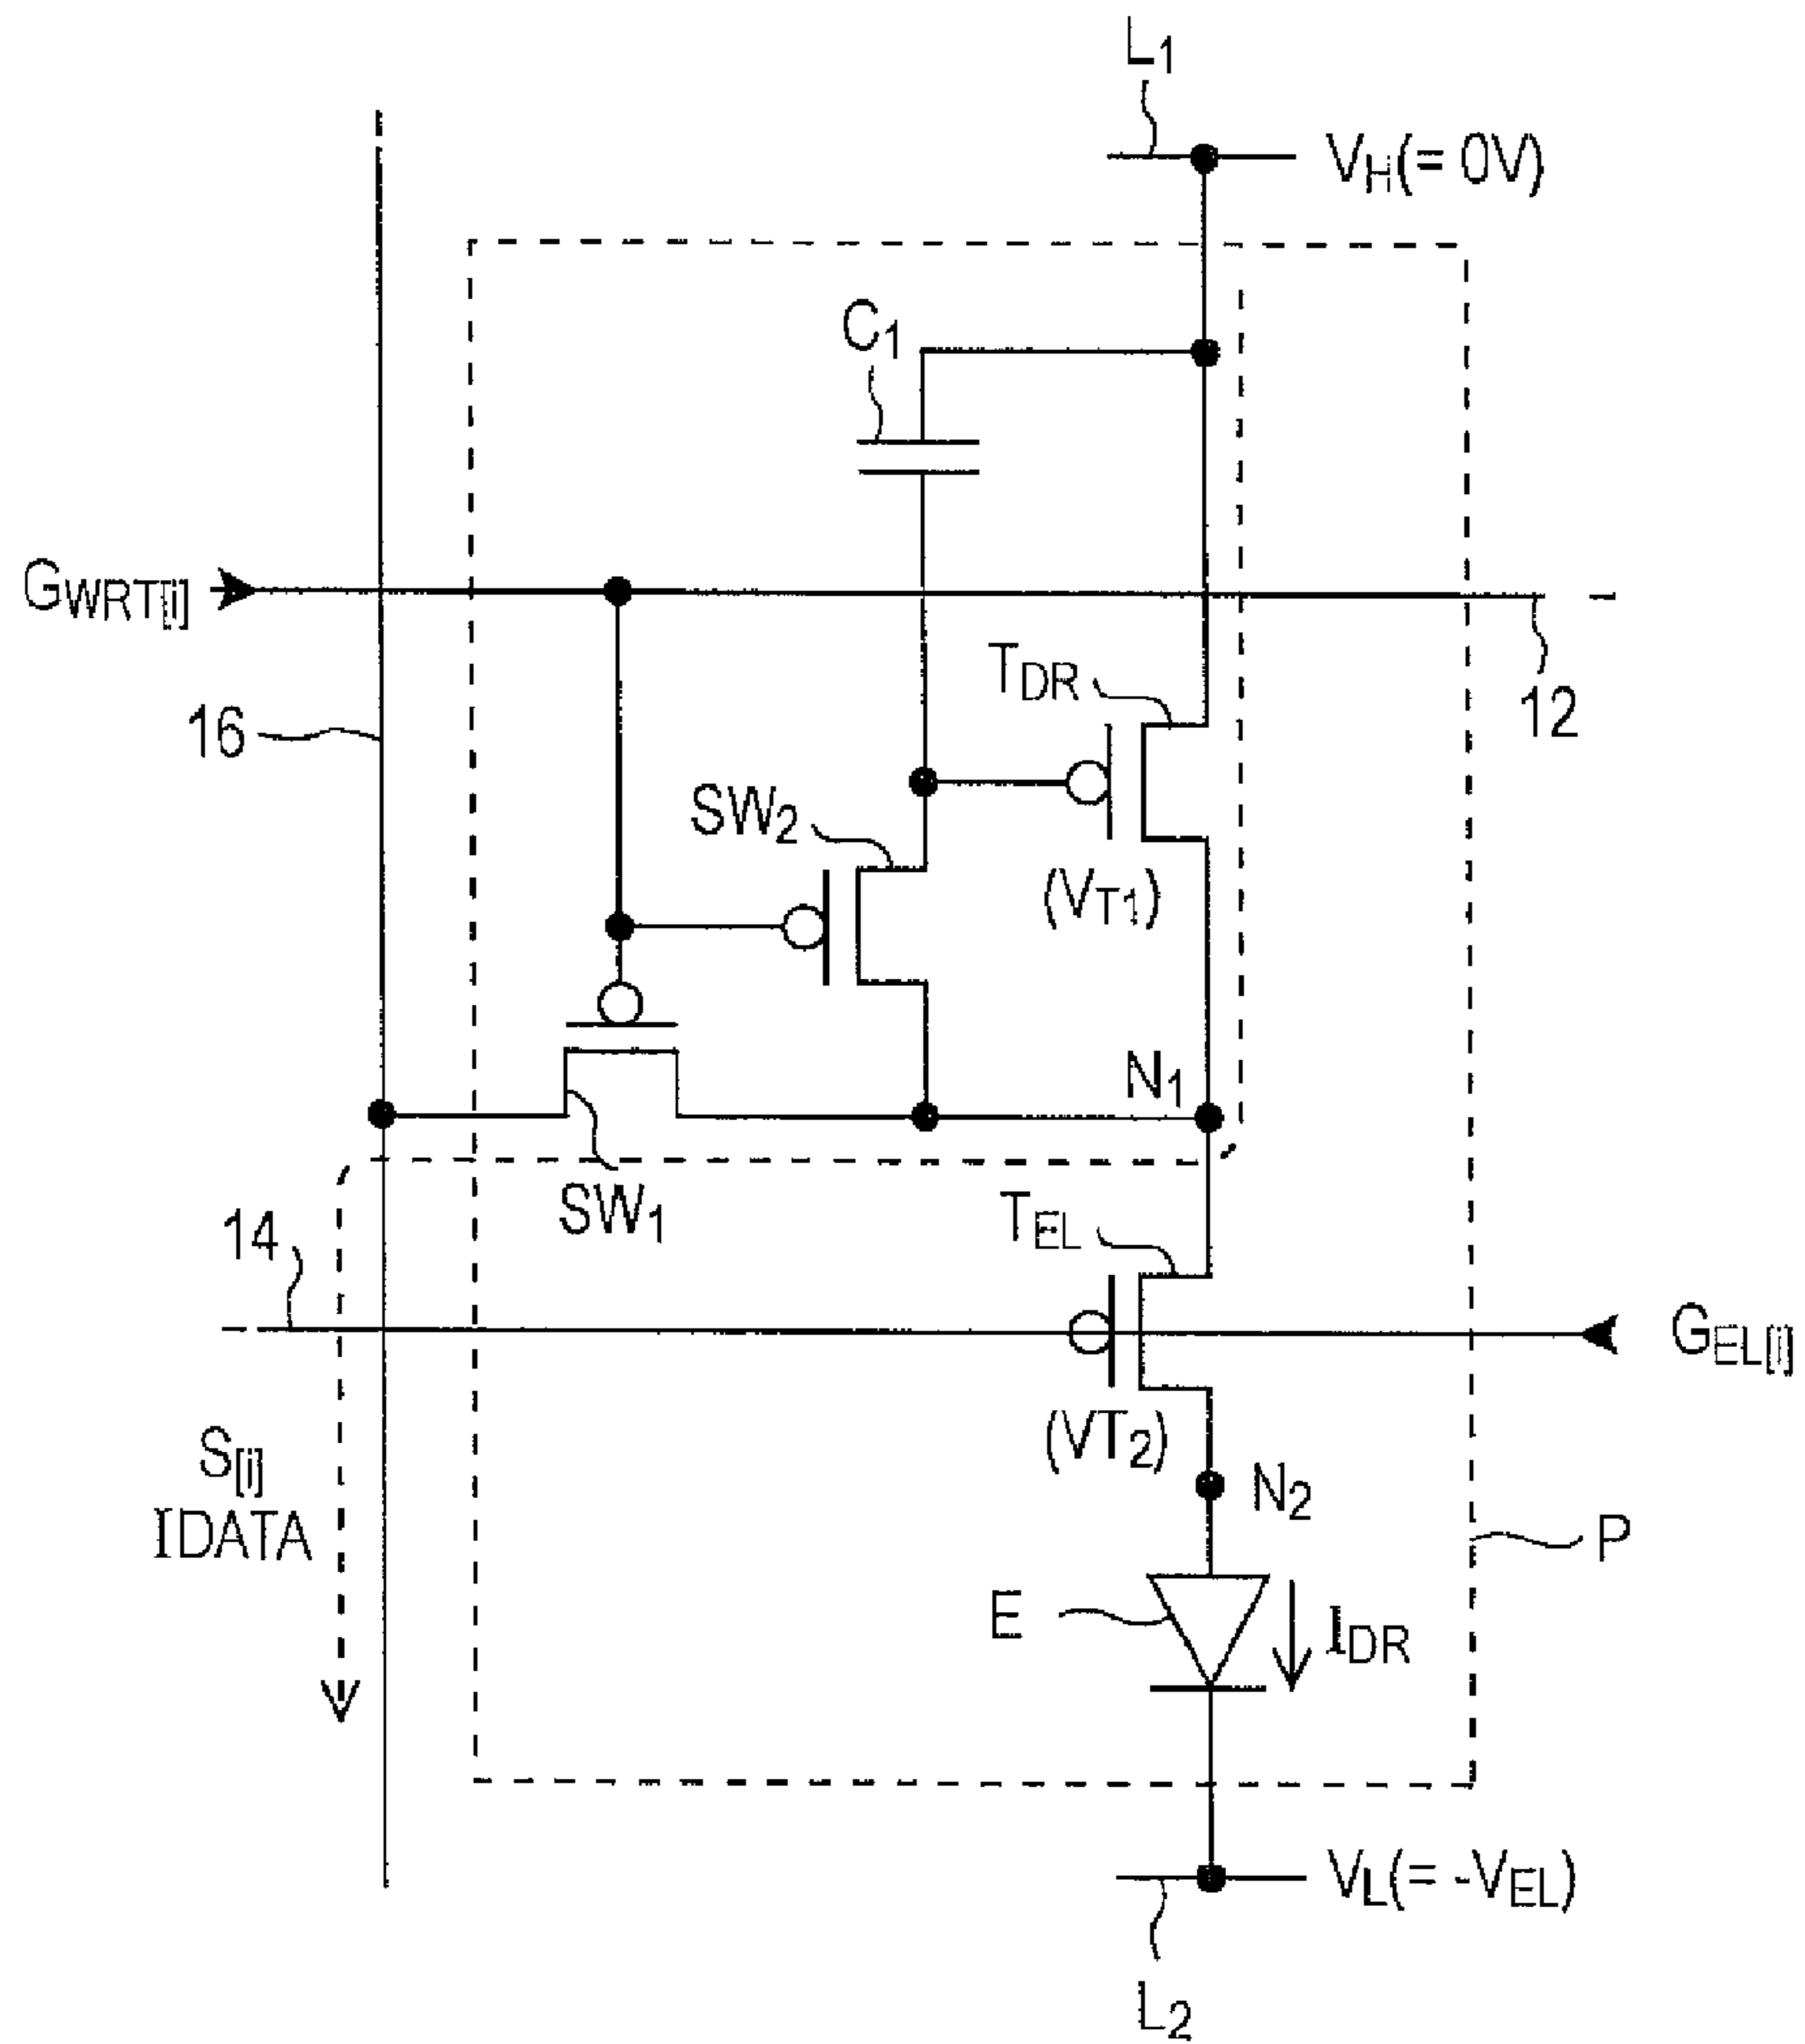 L1
VH(= 0V)
C1
GWRT[i]
TDR
12
16
SW2
(VT1)
N1
SW1
TEL
14
GEL[i]
(VT2)
S[i]
IDATA
N2
P
E
IDR
VL(= -VEL)
L2